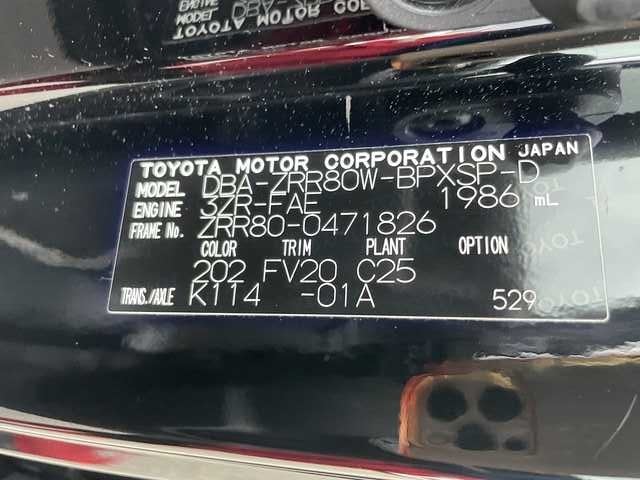 TOYOTA MOTOR CORPORATION JAPAN
MODEL DBA-ZRR80W-BPXSP-D
ENGINE 3ZR-FAE 1986 mL
FRAME No. ZRR80-0471826
COLOR TRIM PLANT OPTION
202 FV20 C25
TRANS./AXLE K114 -01A 529